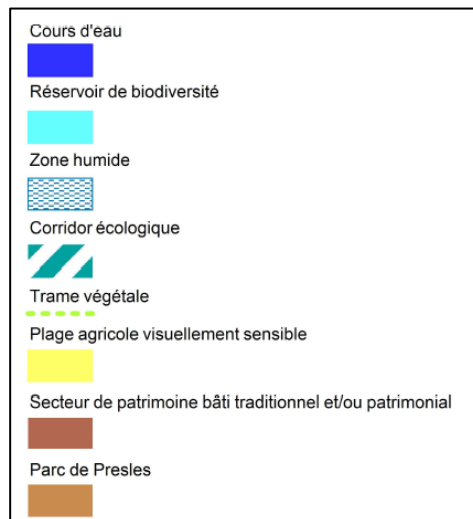 Cours d'eau
Réservoir de biodiversité
Zone humide
Corridor écologique
Trame végétale
Plage agricole visuellement sensible
Secteur de patrimoine bâti traditionnel et/ou patrimonial
Parc de Presles